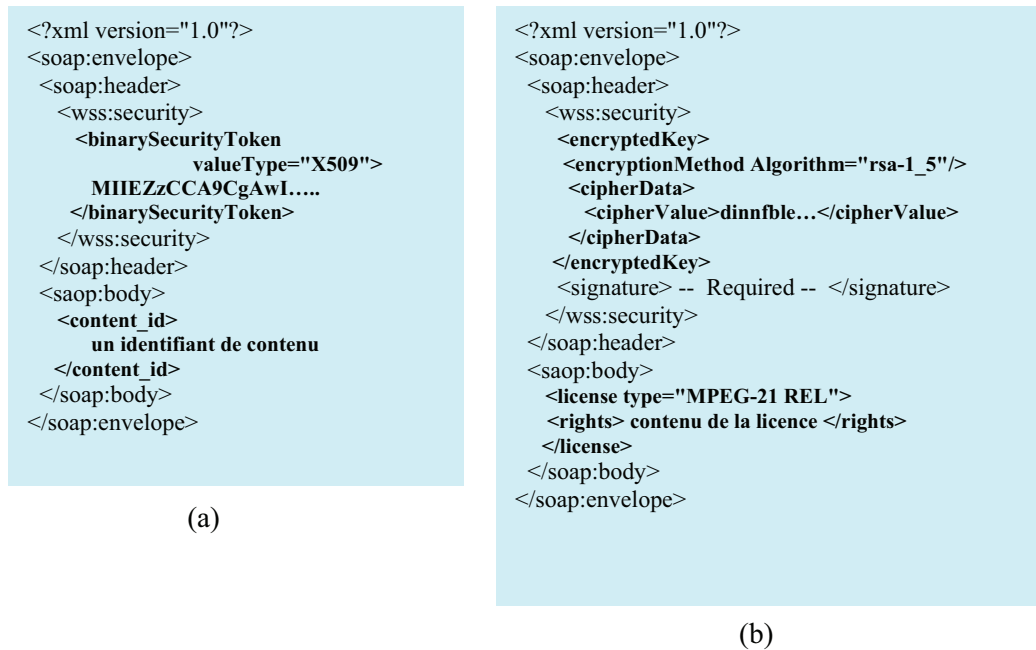 <?xml version="1.0"?>
<soap:envelope>
<soap:header>
<wss:security>
<binarySecurityToken
valueType="X509">
MIIEZzCCA9CgAwI…..
</binarySecurityToken>
</wss:security>
</soap:header>
<saop:body>
<content_id>
un identifiant de contenu
</content_id>
</soap:body>
</soap:envelope>
(a)
<?xml version="1.0"?>
<soap:envelope>
<soap:header>
<wss:security>
<encryptedKey>
<encryptionMethod Algorithm="rsa-1_5"/>
<cipherData>
<cipherValue>dinnfble…</cipherValue>
</cipherData>
</encryptedKey>
<signature> -- Required -- </signature>
</wss:security>
</soap:header>
<saop:body>
<license type="MPEG-21 REL">
<rights> contenu de la licence </rights>
</license>
</soap:body>
</soap:envelope>
(b)